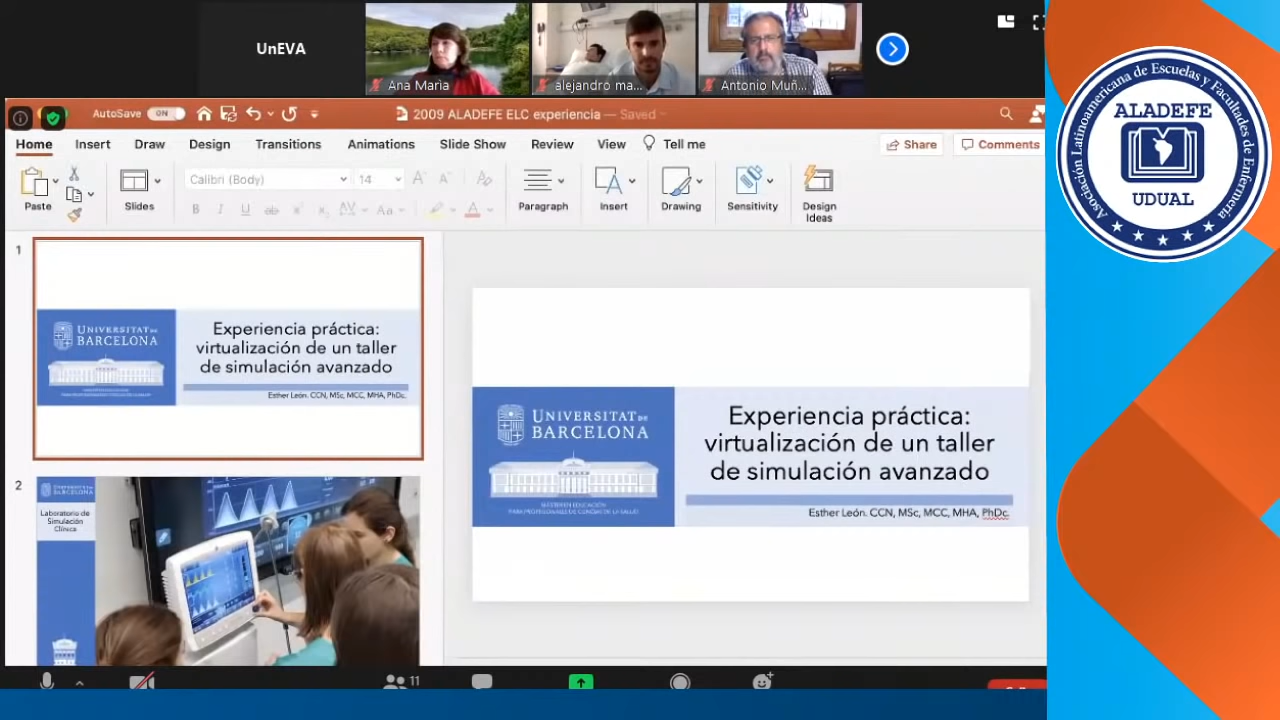 UnEVA
Ana Marìa
alejandro ma...
Antonio Muñ...
AutoSave
ON
2009 ALADEFE ELC experiencia — Saved
Home
Insert
Draw
Design
Transitions
Animations
Slide Show
Review
View
Tell me
Share
Comments
Paste
Slides
Calibri (Body)
14
Paragraph
Insert
Drawing
Sensitivity
Design
Ideas
1
UNIVERSITAT DE
BARCELONA
Experiencia práctica:
virtualización de un taller
de simulación avanzado
Esther León. CCN, MSc, MCC, MHA, PhDc.
2
UNIVERSITAT DE
BARCELONA
Laboratorio de
Simulación
Clínica
UNIVERSITAT DE
BARCELONA
Experiencia práctica:
virtualización de un taller
de simulación avanzado
Esther León. CCN, MSc, MCC, MHA, PhDc.
11
Asociación Latinoamericana de Escuelas y Facultades de Enfermería
ALADEFE
UDUAL